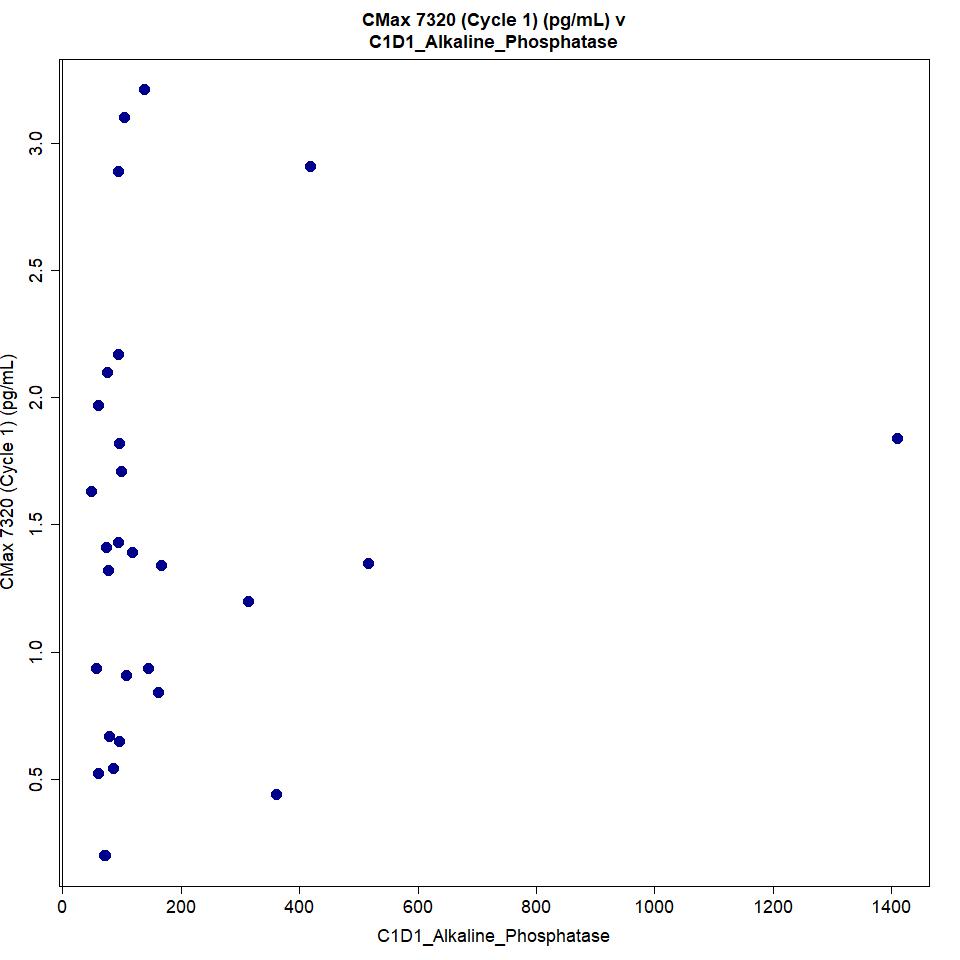 CMax 7320 (Cycle 1) (pg/mL) v
C1D1_Alkaline_Phosphatase
CMax 7320 (Cycle 1) (pg/mL)
3.0
2.5
2.0
1.5
1.0
0.5
0 200 400 600 800 1000 1200 1400
C1D1_Alkaline_Phosphatase